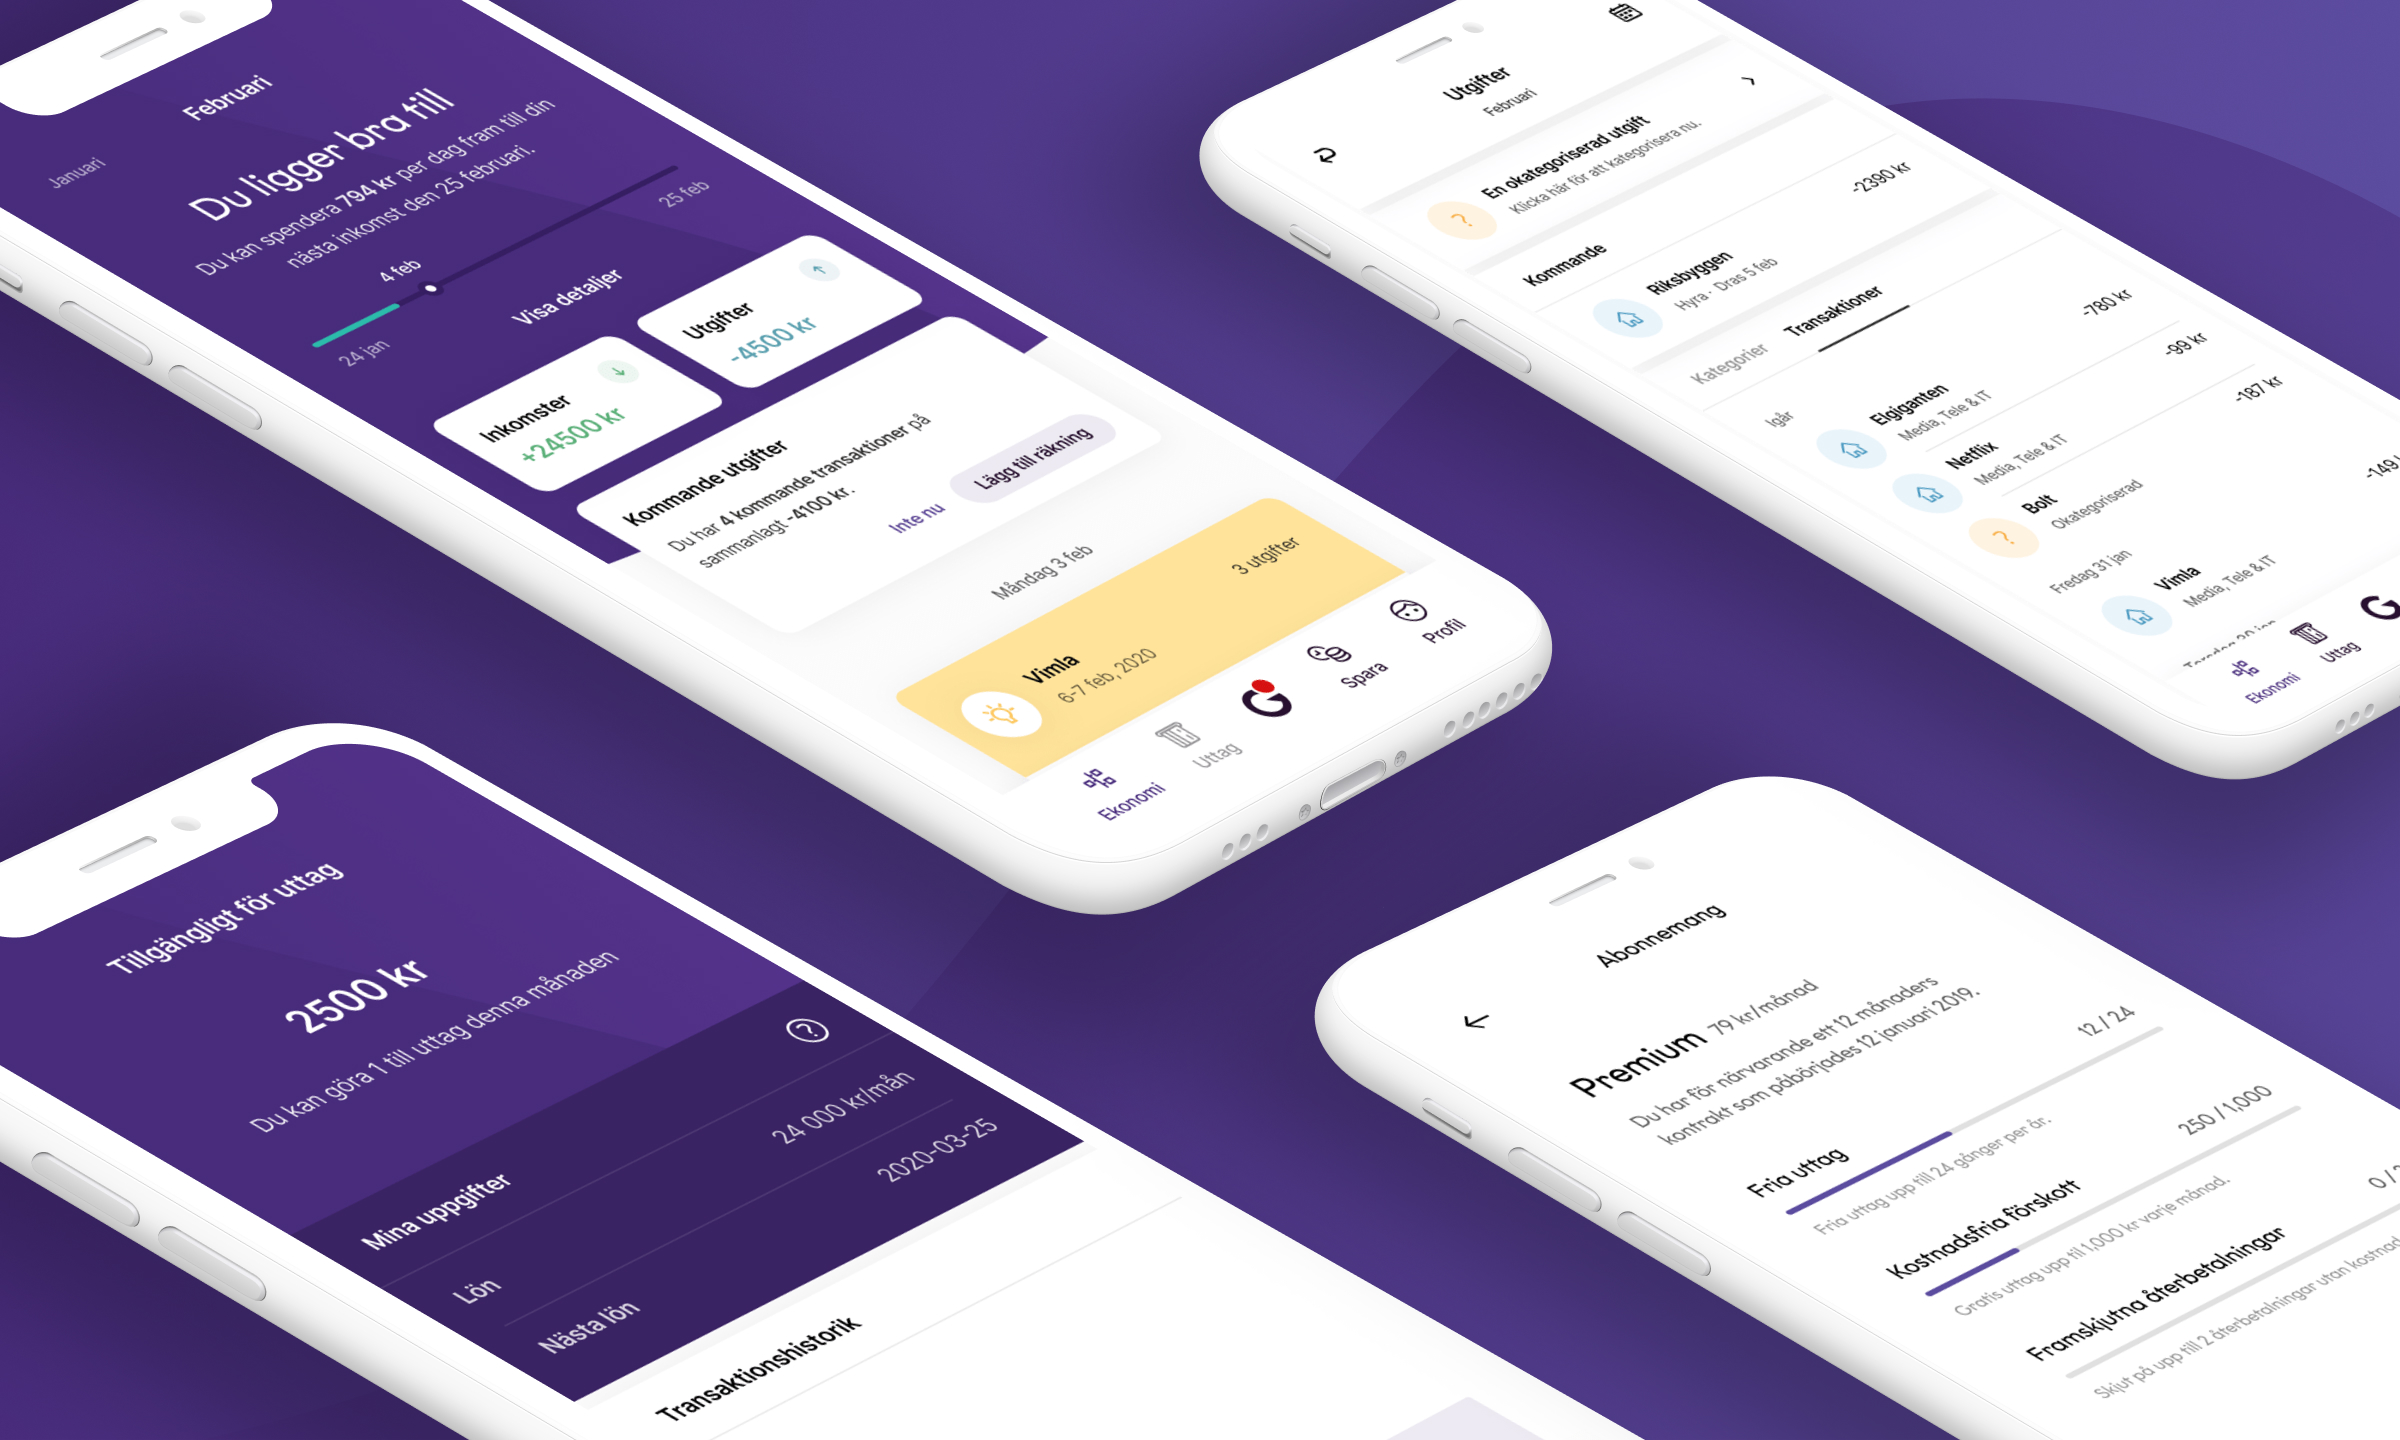 Februari
Januari
Du ligger bra till
Du kan spendera 794 kr per dag fram till din
nästa inkomst den 25 februari.
4 feb
25 feb
24 jan
Visa detaljer
Inkomster
+24500 kr
Utgifter
-4500 kr
Kommande utgifter
Du har 4 kommande transaktioner på
sammanlagt -4100 kr.
Inte nu
Lägg till räkning
Måndag 3 feb
Vimla
6-7 feb, 2020
3 utgifter
Ekonomi
Uttag
G
Spara
Profil
Utgifter
Februari
En okategoriserad utgift
Klicka här för att kategorisera nu.
Kommande
Riksbyggen
Hyra · Dras 5 feb
-2390 kr
Kategorier
Transaktioner
Igår
Elgiganten
Media, Tele & IT
-780 kr
Netflix
Media, Tele & IT
-99 kr
Bolt
Okategoriserad
-187 kr
Fredag 31 jan
Vimla
Media, Tele & IT
-149
Ekonomi
Uttag
G
Tillgängligt för uttag
2500 kr
Du kan göra 1 till uttag denna månaden
?
Mina uppgifter
Lön
24 000 kr/mån
Nästa lön
2020-03-25
Transaktionshistorik
Abonnemang
Premium 79 kr/månad
Du har för närvarande ett 12 månaders
kontrakt som påbörjades 12 januari 2019.
Fria uttag
12 / 24
Fria uttag upp till 24 gånger per år.
Kostnadsfria förskott
250 / 1,000
Gratis uttag upp til 1,000 kr varje månad.
Framskjutna återbetalningar
0 /
Skjut på upp till 2 återbetalningar utan kostnad